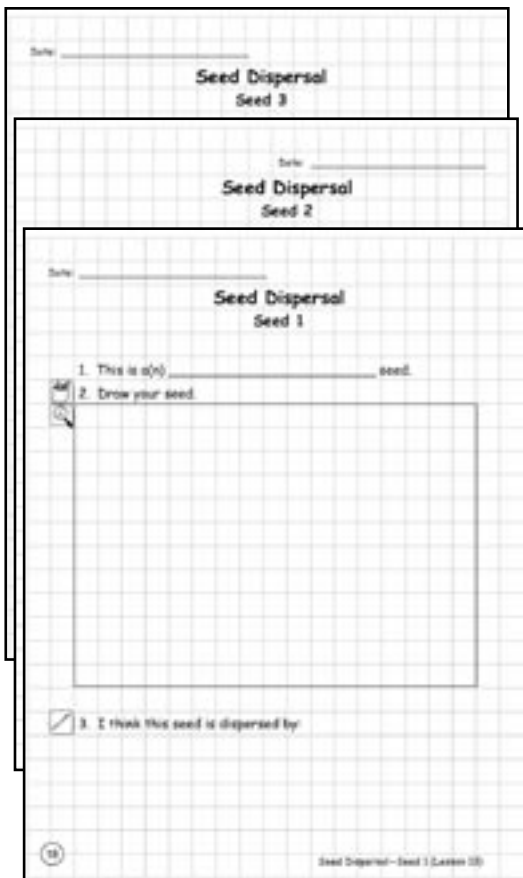 Date:
Seed Dispersal
Seed 3
Date:
Seed Dispersal
Seed 2
Date:
Seed Dispersal
Seed 1
1. This is a(n) seed.
2. Draw your seed.
3. I think this seed is dispersed by:
Seed Dispersal—Seed 1 (Lesson 10)